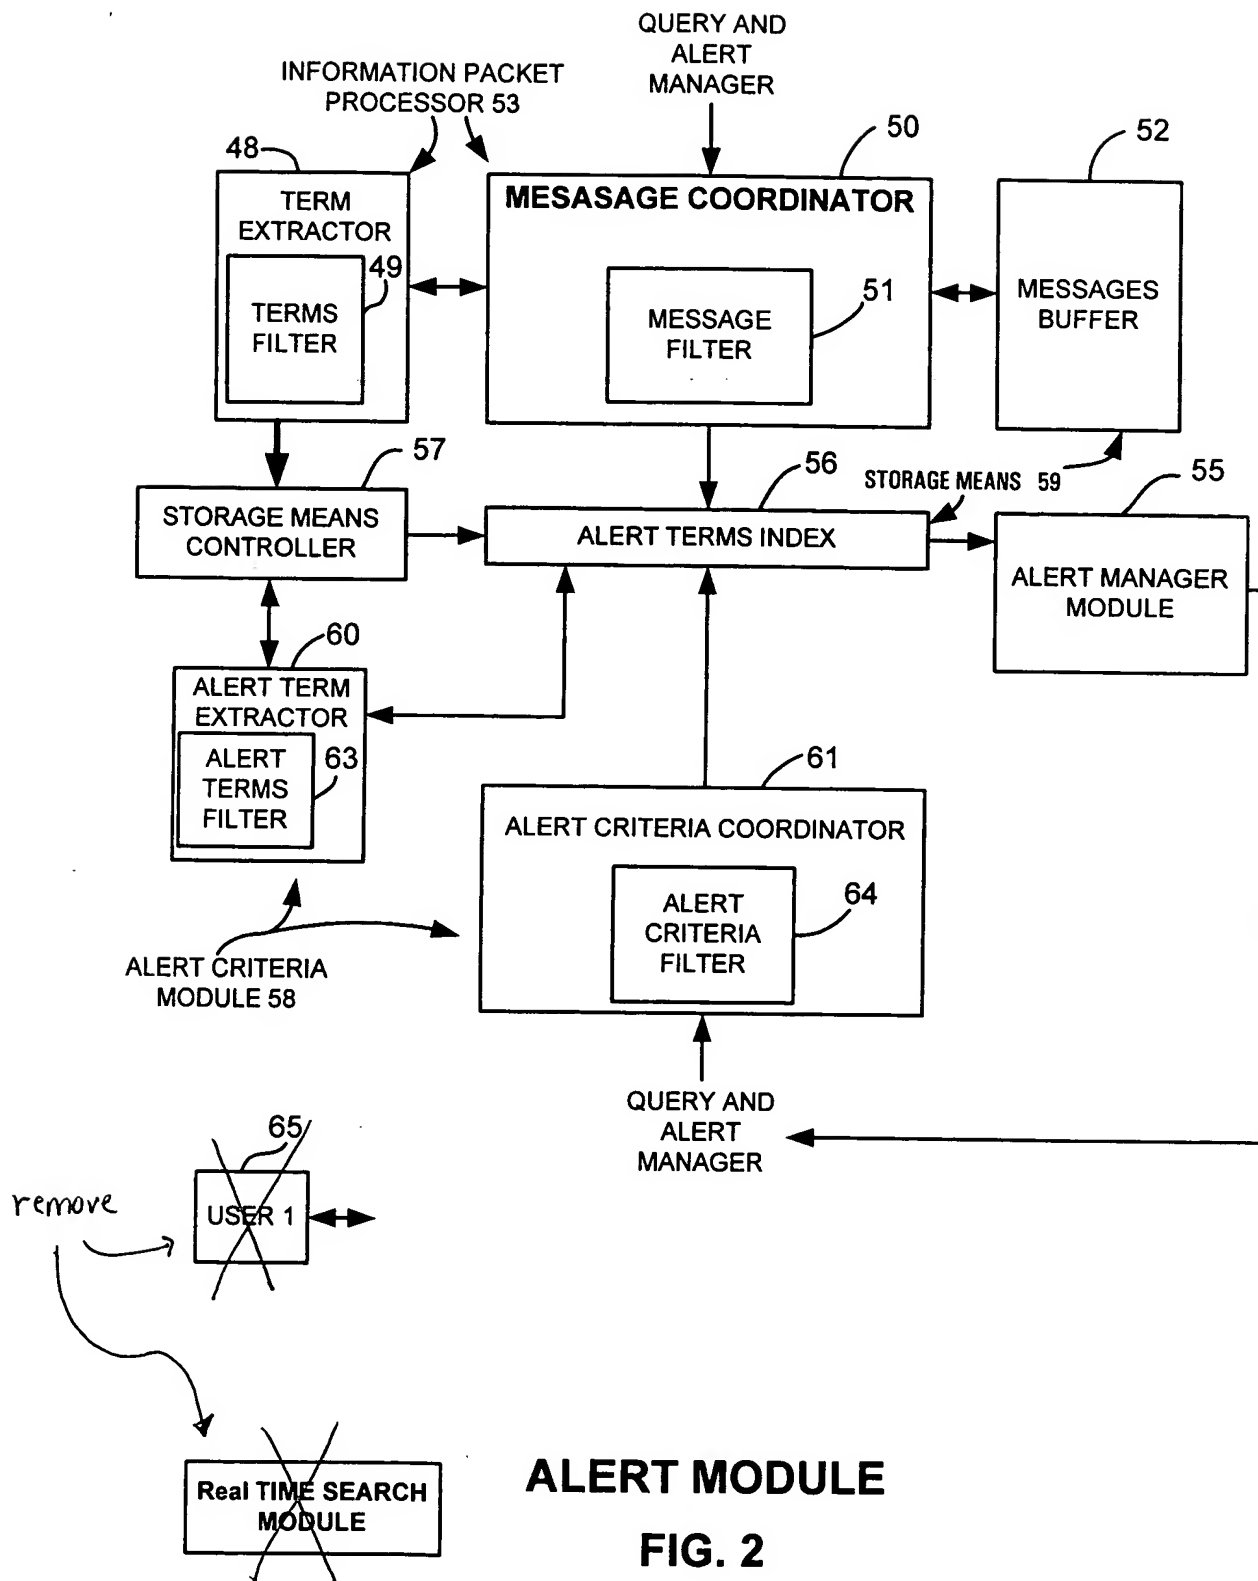 QUERY AND
ALERT
MANAGER
INFORMATION PACKET
PROCESSOR 53
48
50
52
TERM
EXTRACTOR
49
TERMS
FILTER
MESASAGE COORDINATOR
51
MESSAGE
FILTER
MESSAGES
BUFFER
57
56
STORAGE MEANS 59
55
STORAGE MEANS
CONTROLLER
ALERT TERMS INDEX
ALERT MANAGER
MODULE
60
ALERT TERM
EXTRACTOR
63
ALERT
TERMS
FILTER
61
ALERT CRITERIA COORDINATOR
64
ALERT
CRITERIA
FILTER
ALERT CRITERIA
MODULE 58
QUERY AND
ALERT
MANAGER
65
USER 1
remove
Real TIME SEARCH
MODULE
ALERT MODULE
FIG. 2